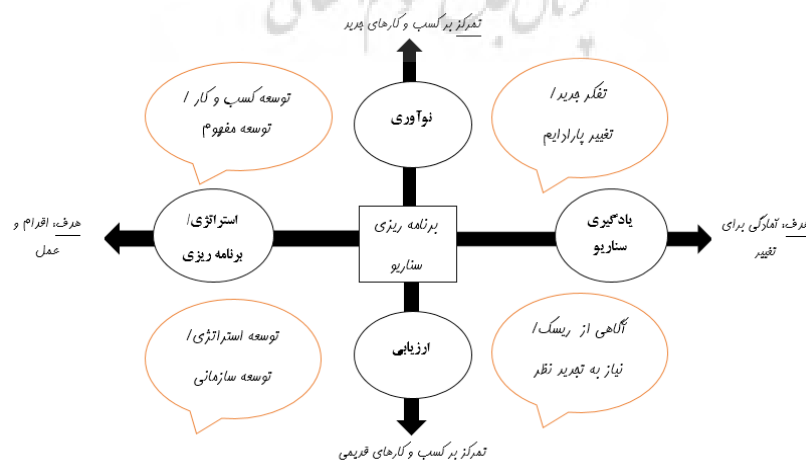 تمرکز بر کسب و کارهای جدید
توسعه کسب و کار /
توسعه مفهوم
نوآوری
تفکر جدید/
تغییر پارادایم
هدف: اقدام و
عمل
استراتژی/
برنامه ریزی
برنامه ریزی
سناریو
یادگیری
سناریو
هدف: آمادگی برای
تغییر
توسعه استراتژی/
توسعه سازمانی
ارزیابی
آگاهی از ریسک/
نیاز به تجدید نظر
تمرکز بر کسب و کارهای قدیمی